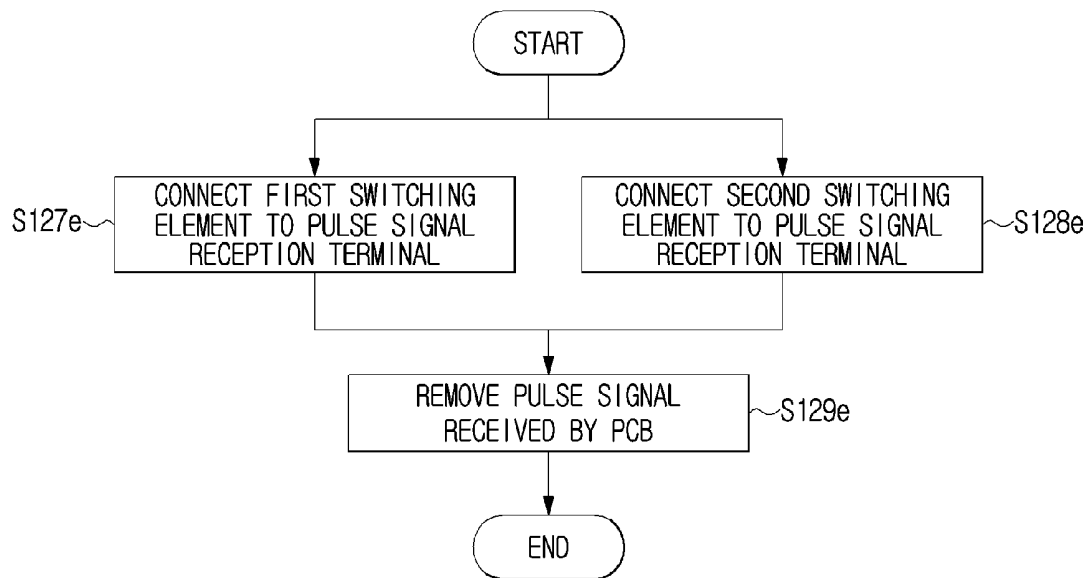 START
S127e
CONNECT FIRST SWITCHING
ELEMENT TO PULSE SIGNAL
RECEPTION TERMINAL
CONNECT SECOND SWITCHING
ELEMENT TO PULSE SIGNAL
RECEPTION TERMINAL
S128e
REMOVE PULSE SIGNAL
RECEIVED BY PCB
S129e
END